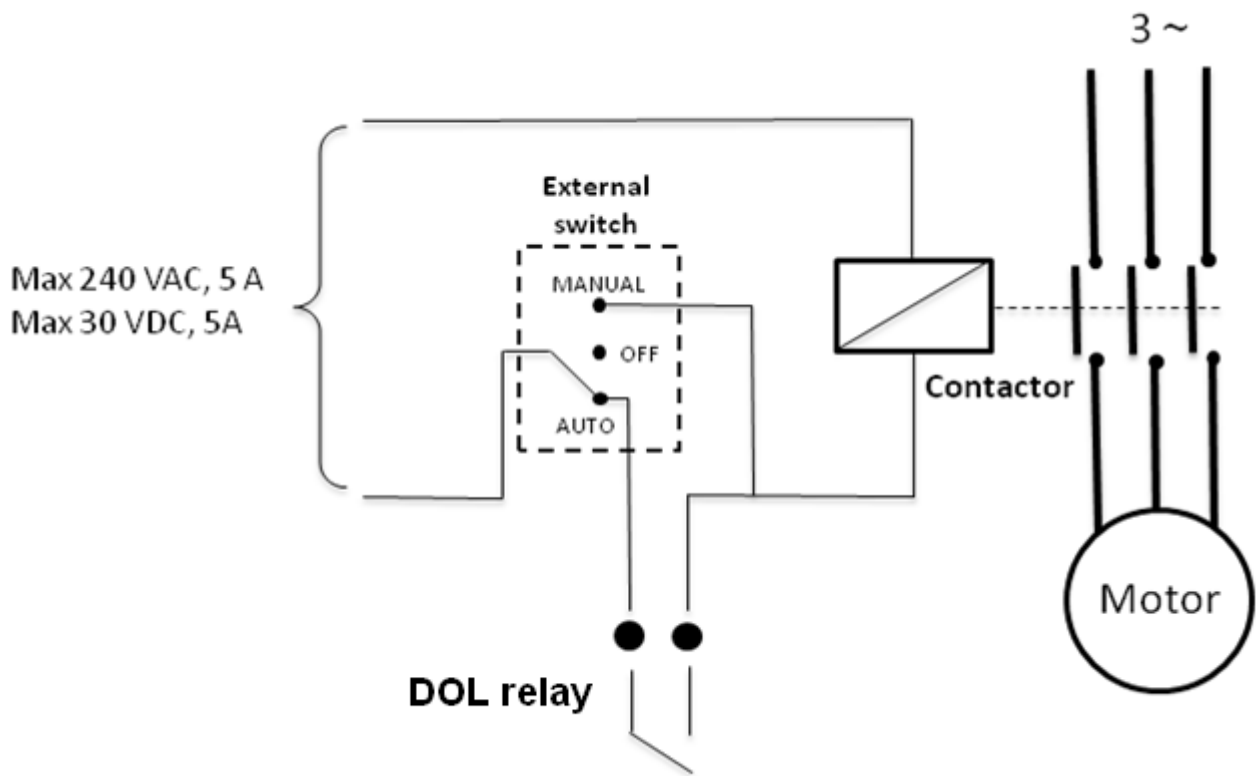 3 ~
External
switch
Max 240 VAC, 5 A
Max 30 VDC, 5A
MANUAL
OFF
AUTO
Contactor
Motor
DOL relay